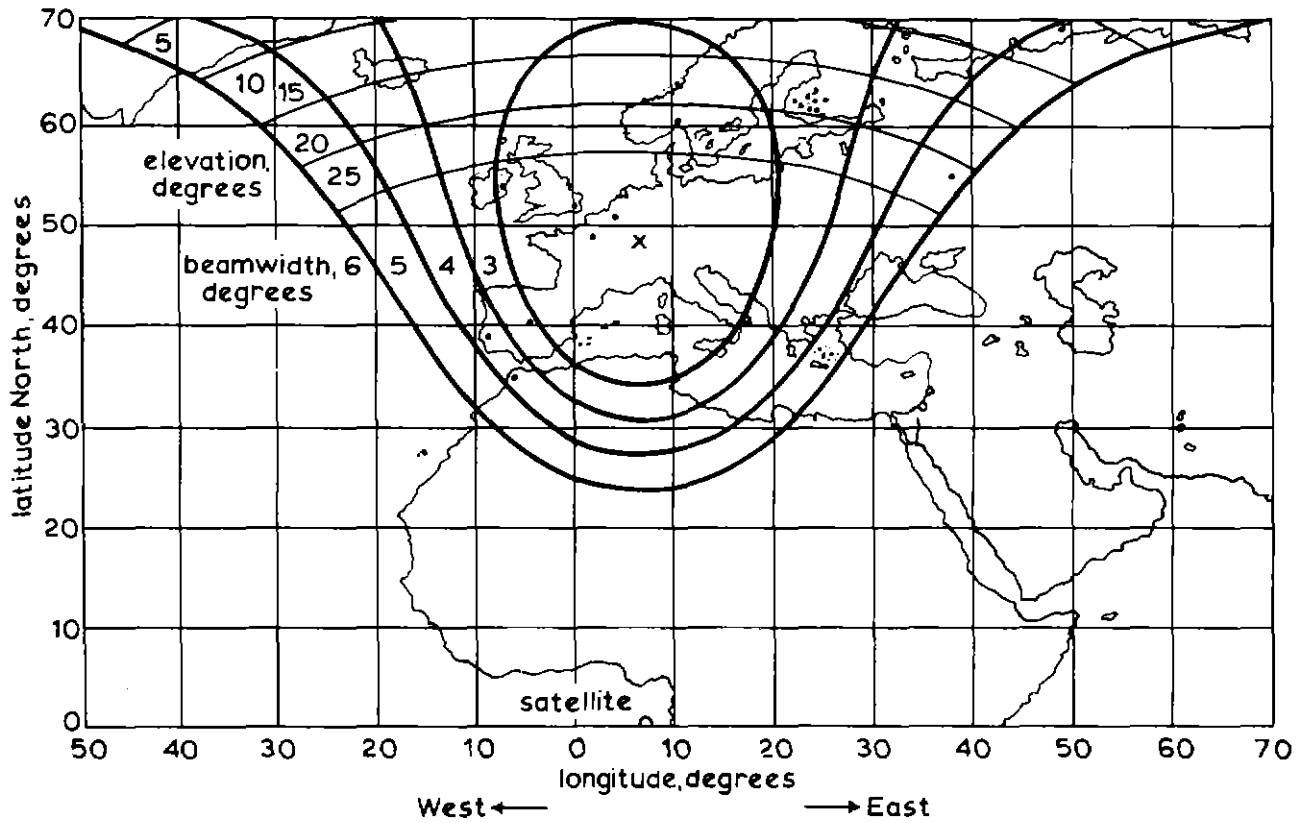 70
60
50
40
30
20
10
0
latitude North, degrees
5
10 15
20
25
elevation,
degrees
beamwidth, 6 5 4 3
degrees
x
satellite
50 40 30 20 10 0 10 20 30 40 50 60 70
longitude, degrees
West ← → East